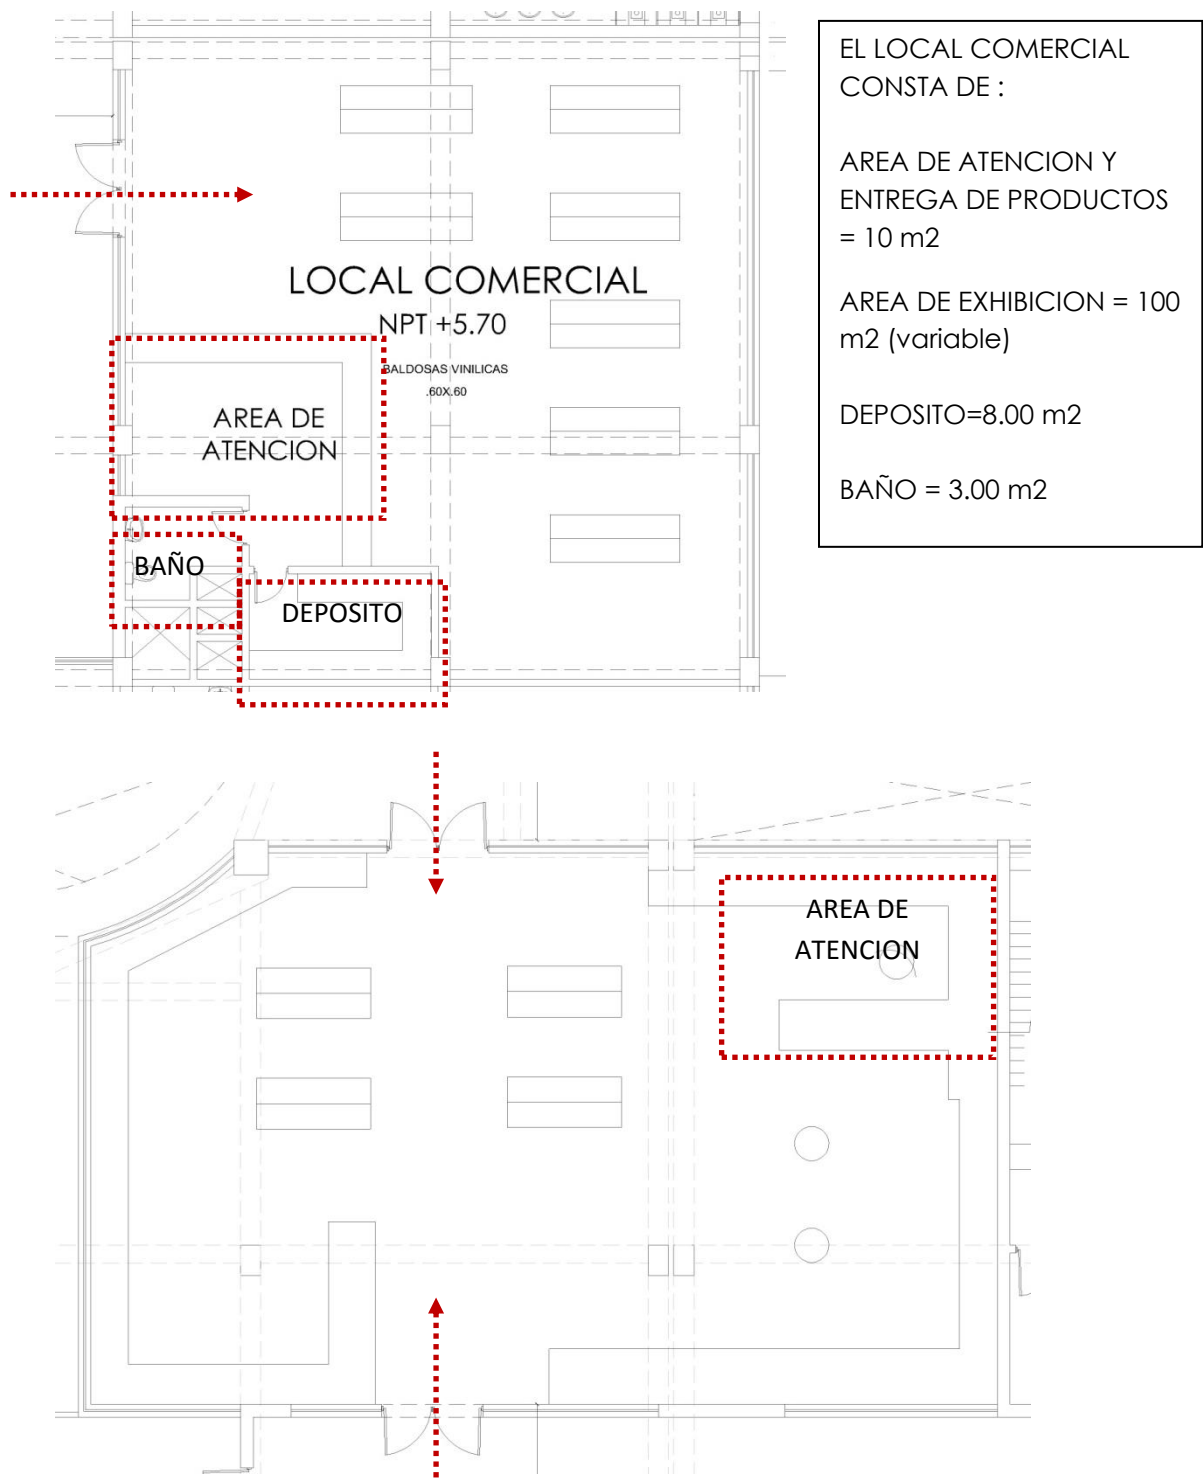 EL LOCAL COMERCIAL
CONSTA DE :
AREA DE ATENCION Y
ENTREGA DE PRODUCTOS
= 10 m2
AREA DE EXHIBICION = 100
m2 (variable)
DEPOSITO=8.00 m2
BAÑO = 3.00 m2
LOCAL COMERCIAL
NPT +5.70
BALDOSAS VINILICAS
.60X.60
AREA DE
ATENCION
BAÑO
DEPOSITO
AREA DE
ATENCION